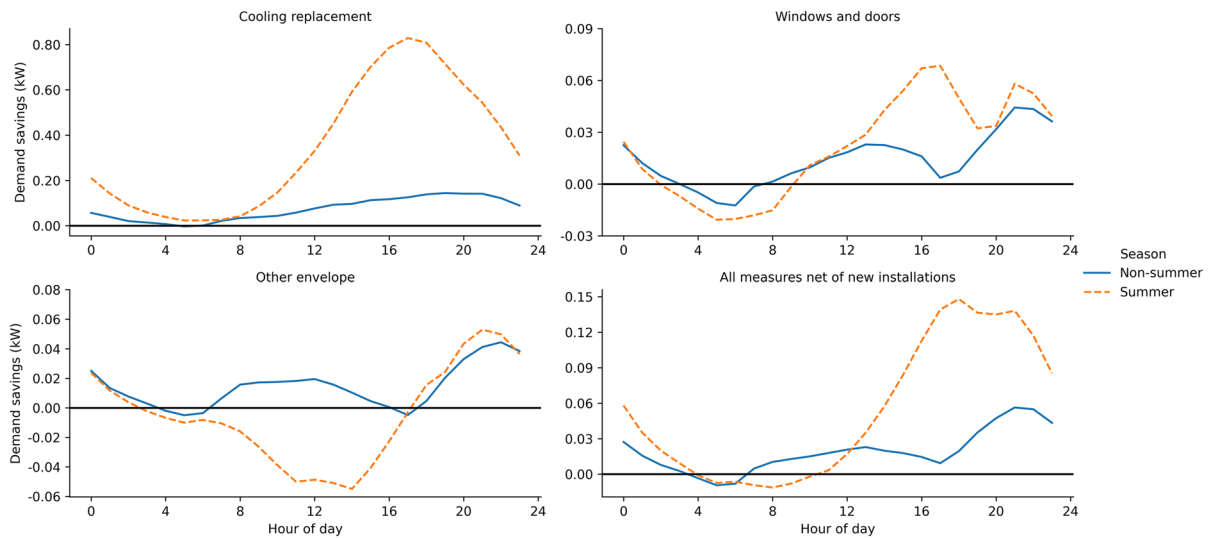 Cooling replacement
Demand savings (kW)
0.80
0.60
0.40
0.20
0.00
0 4 8 12 16 20 24
Windows and doors
0.09
0.06
0.03
0.00
-0.03
0 4 8 12 16 20 24
Other envelope
Demand savings (kW)
0.08
0.06
0.04
0.02
0.00
-0.02
-0.04
-0.06
0 4 8 12 16 20 24
Hour of day
All measures net of new installations
0.15
0.12
0.09
0.06
0.03
0.00
0 4 8 12 16 20 24
Hour of day
Season
Non-summer
Summer